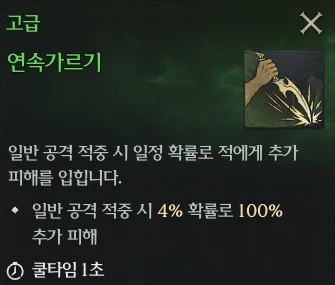 고급
연속가르기
일반 공격 적중 시 일정 확률로 적에게 추가
피해를 입힙니다.
일반 공격 적중 시 4% 확률로 100%
추가 피해
쿨타임 1초